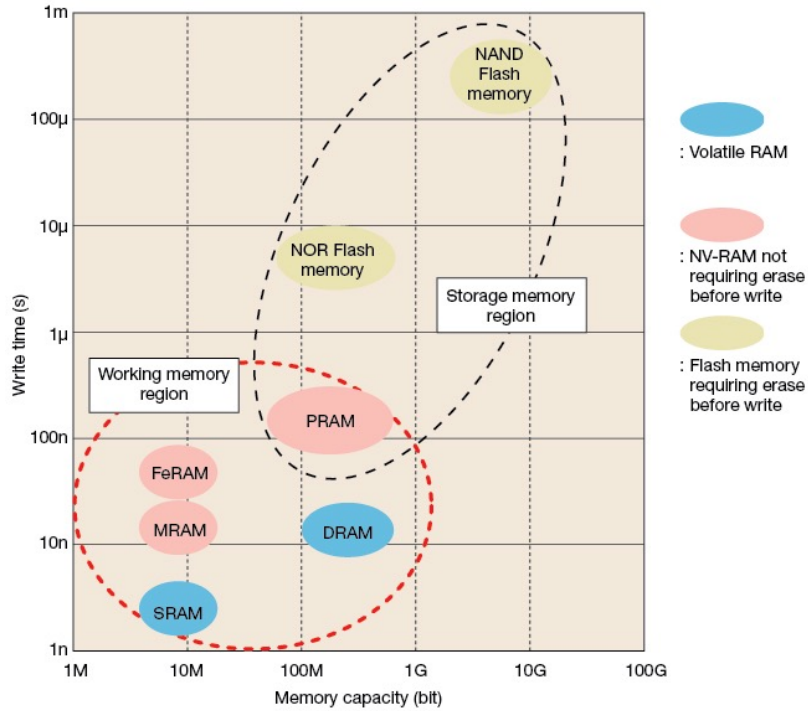 1m
100µ
10µ
1µ
100n
10n
1n
Write time (s)
1M
10M
100M
1G
10G
100G
Memory capacity (bit)
NAND
Flash
memory
NOR Flash
memory
Storage memory
region
Working memory
region
PRAM
FeRAM
MRAM
DRAM
SRAM
: Volatile RAM
: NV-RAM not
requiring erase
before write
: Flash memory
requiring erase
before write